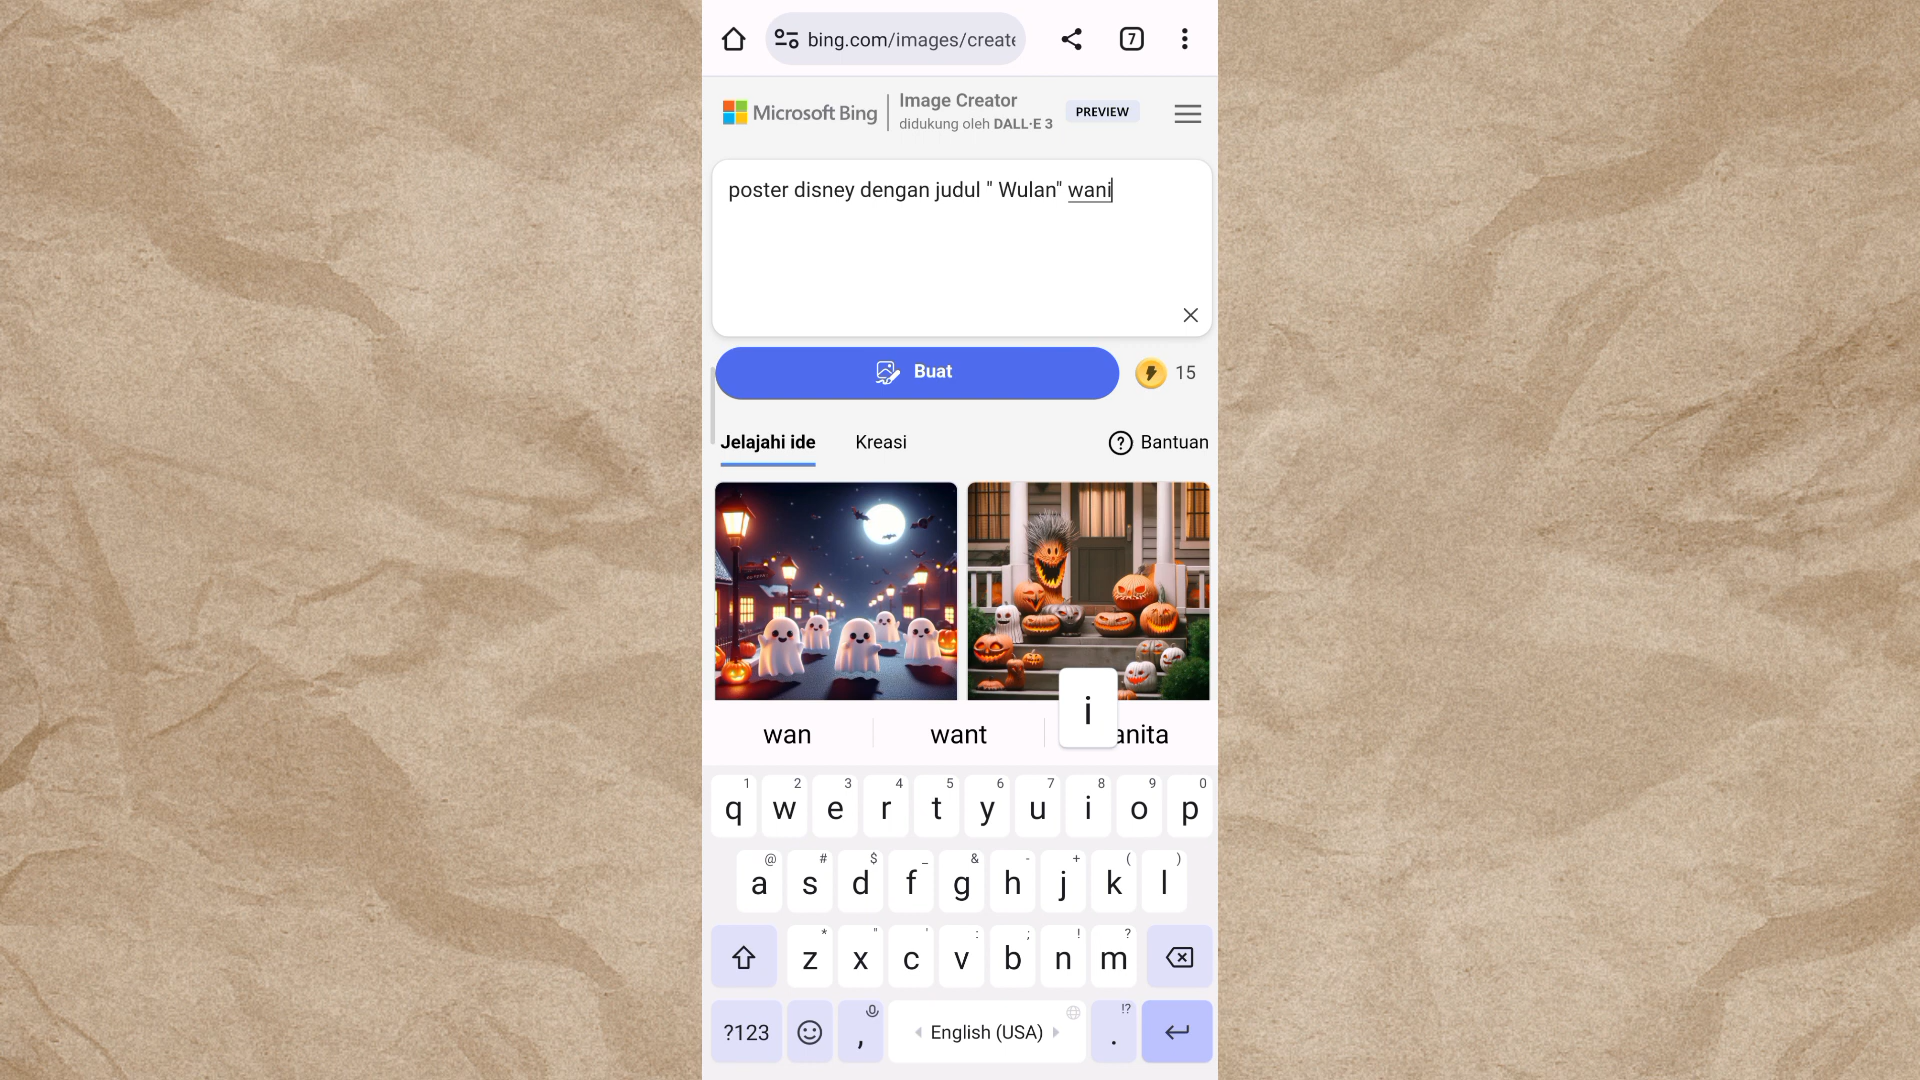 bing.com/images/create
7
Microsoft Bing
Image Creator
didukung oleh DALL·E 3
PREVIEW
poster disney dengan judul " Wulan" wani
Buat
15
Jelajahi ide
Kreasi
Bantuan
i
wan
want
anita
1 2 3 4 5 6 7 8 9 0
q w e r t y u i o p
@ # $ _ & - + ( )
a s d f g h j k l
* " ' : ; ! ?
z x c v b n m
!?
?123 , English (USA) .